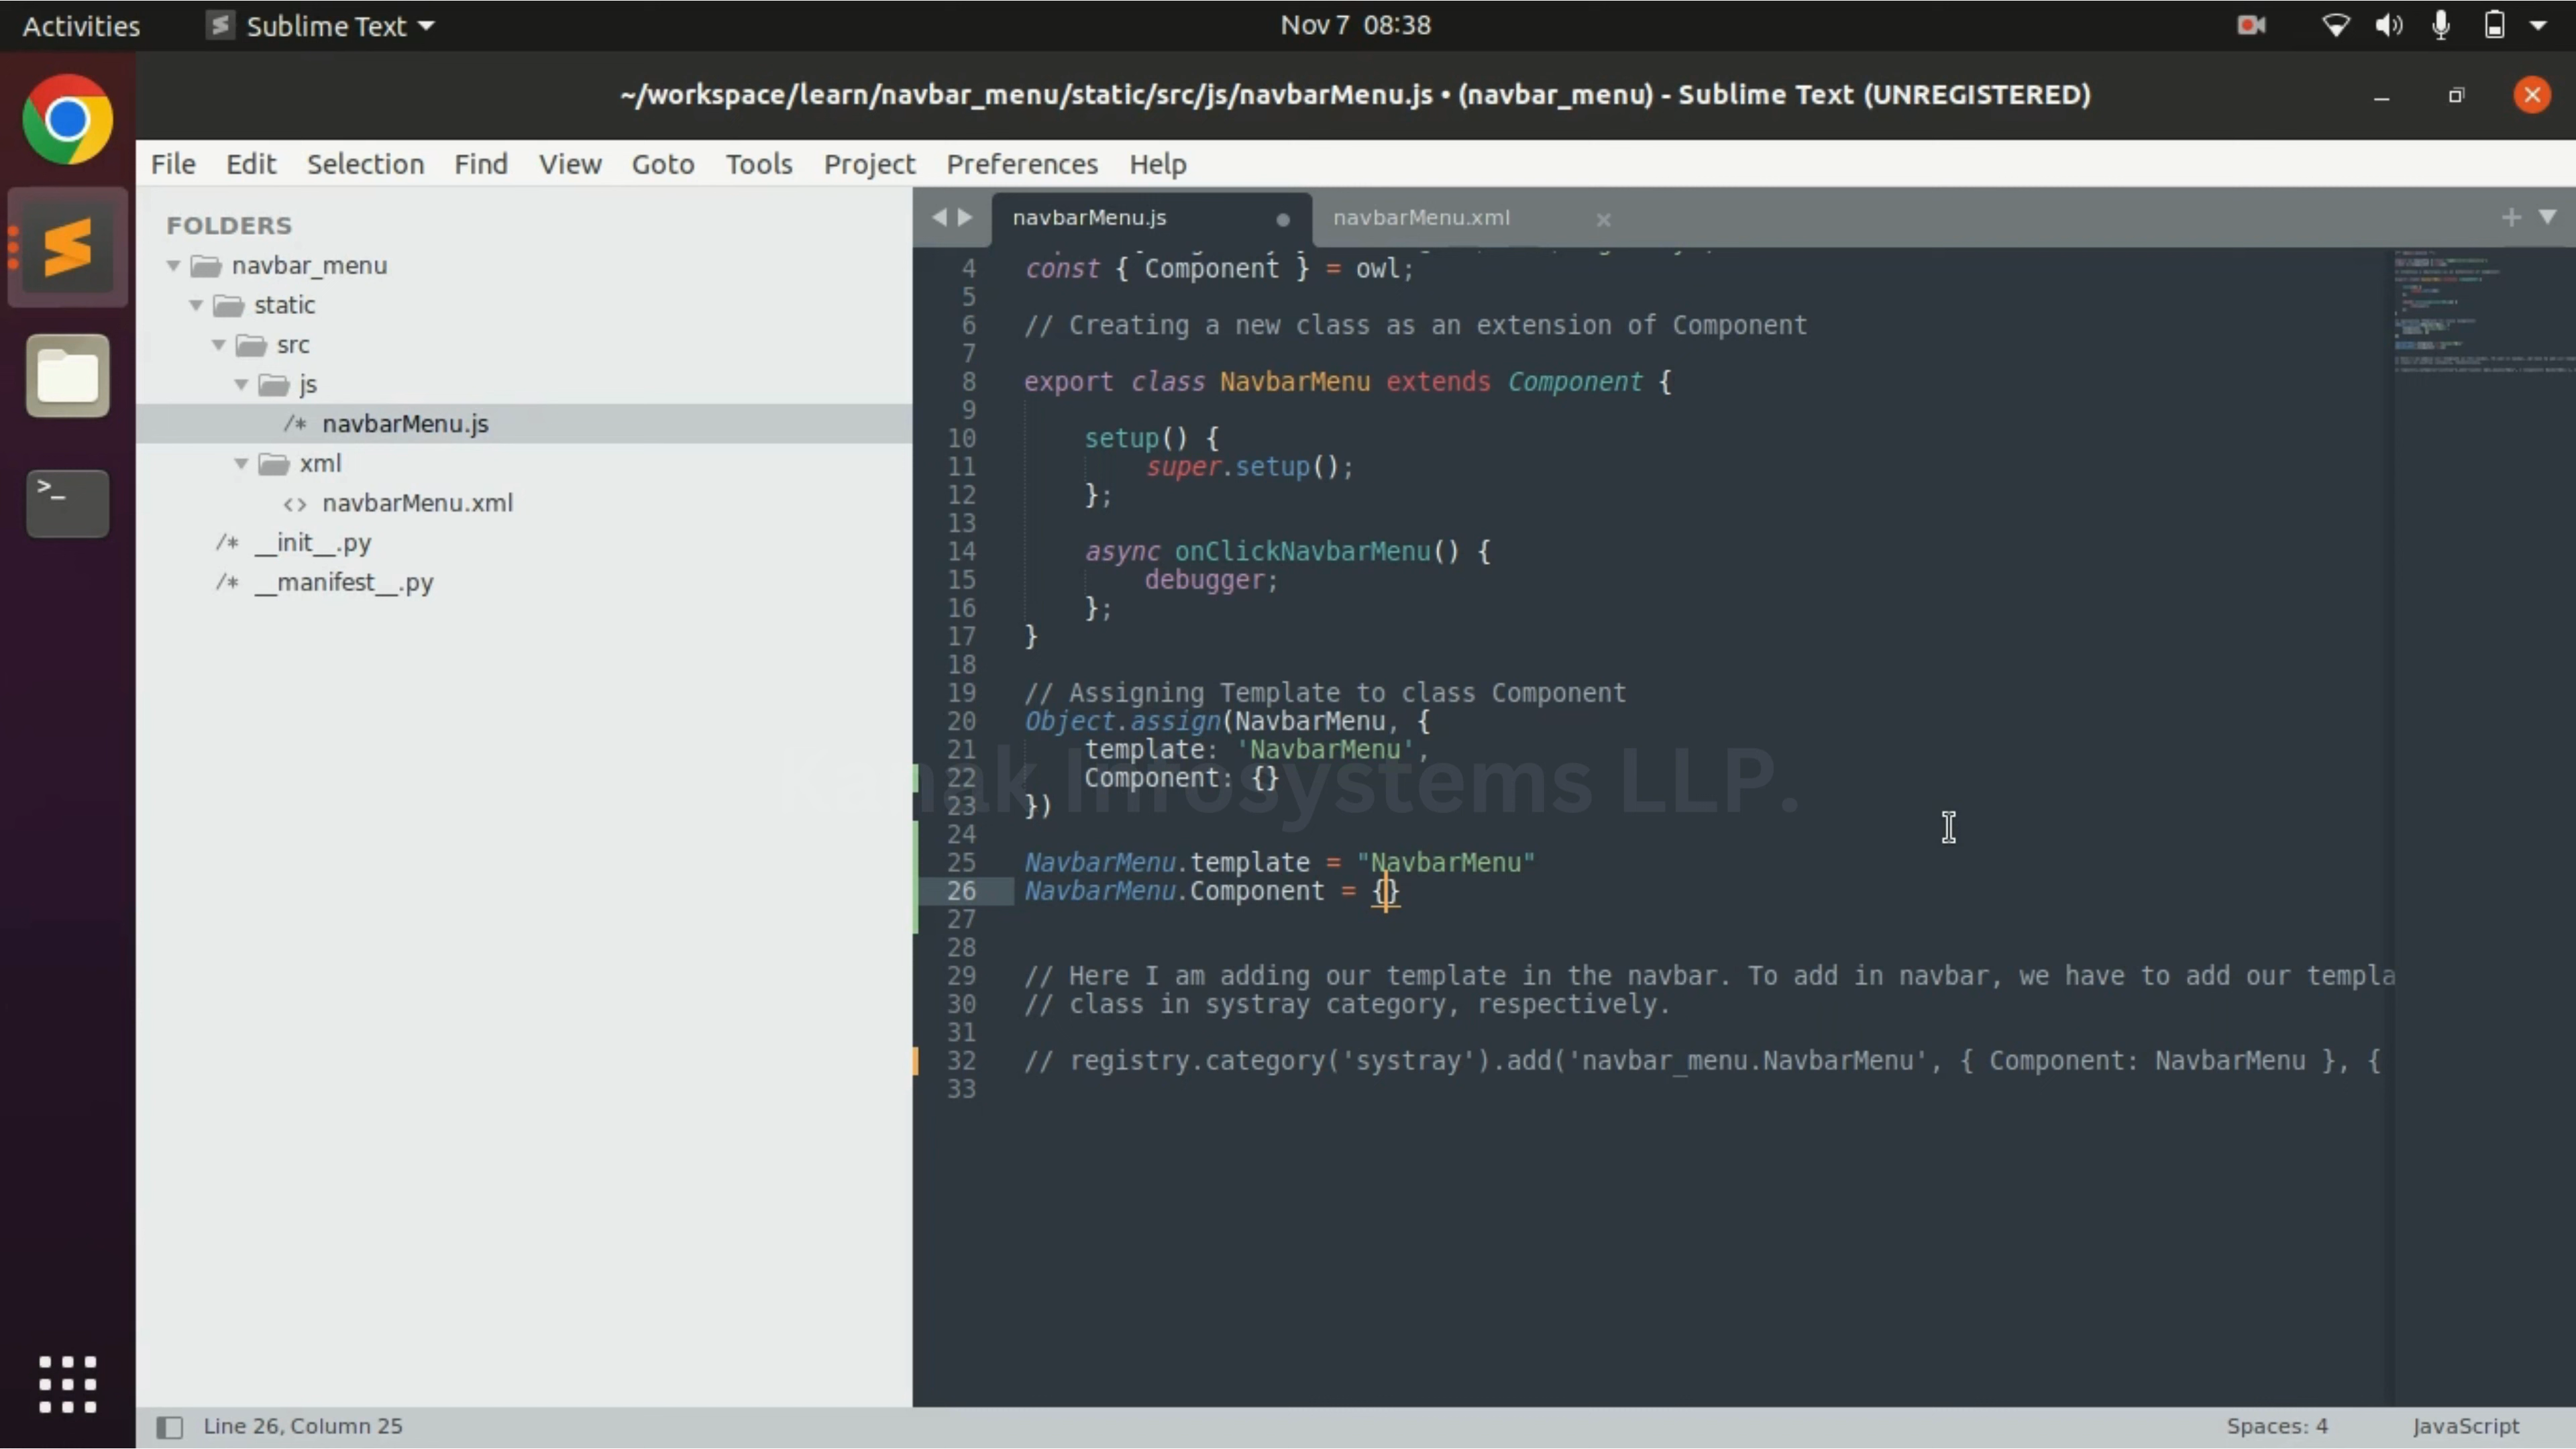 Activities
Sublime Text
Nov 7 08:38
~/workspace/learn/navbar_menu/static/src/js/navbarMenu.js • (navbar_menu) - Sublime Text (UNREGISTERED)
File Edit Selection Find View Goto Tools Project Preferences Help
FOLDERS
navbar_menu
static
src
js
/* navbarMenu.js
xml
<> navbarMenu.xml
/* __init__.py
/* __manifest__.py
navbarMenu.js
navbarMenu.xml
4 const { Component } = owl;
5
6 // Creating a new class as an extension of Component
7
8 export class NavbarMenu extends Component {
9
10     setup() {
11         super.setup();
12     };
13
14     async onClickNavbarMenu() {
15         debugger;
16     };
17 }
18
19 // Assigning Template to class Component
20 Object.assign(NavbarMenu, {
21     template: 'NavbarMenu',
22     Component: {}
23 })
24
25 NavbarMenu.template = "NavbarMenu"
26 NavbarMenu.Component = {}
27
28
29 // Here I am adding our template in the navbar. To add in navbar, we have to add our templa
30 // class in systray category, respectively.
31
32 // registry.category('systray').add('navbar_menu.NavbarMenu', { Component: NavbarMenu }, {
33
Kanak Infosystems LLP.
Line 26, Column 25
Spaces: 4
JavaScript